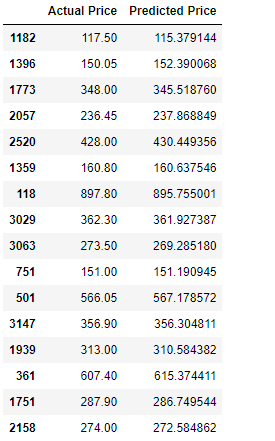 Actual Price Predicted Price
1182 117.50 115.379144
1396 150.05 152.390068
1773 348.00 345.518760
2057 236.45 237.868849
2520 428.00 430.449356
1359 160.80 160.637546
118 897.80 895.755001
3029 362.30 361.927387
3063 273.50 269.285180
751 151.00 151.190945
501 566.05 567.178572
3147 356.90 356.304811
1939 313.00 310.584382
361 607.40 615.374411
1751 287.90 286.749544
2158 274.00 272.584862